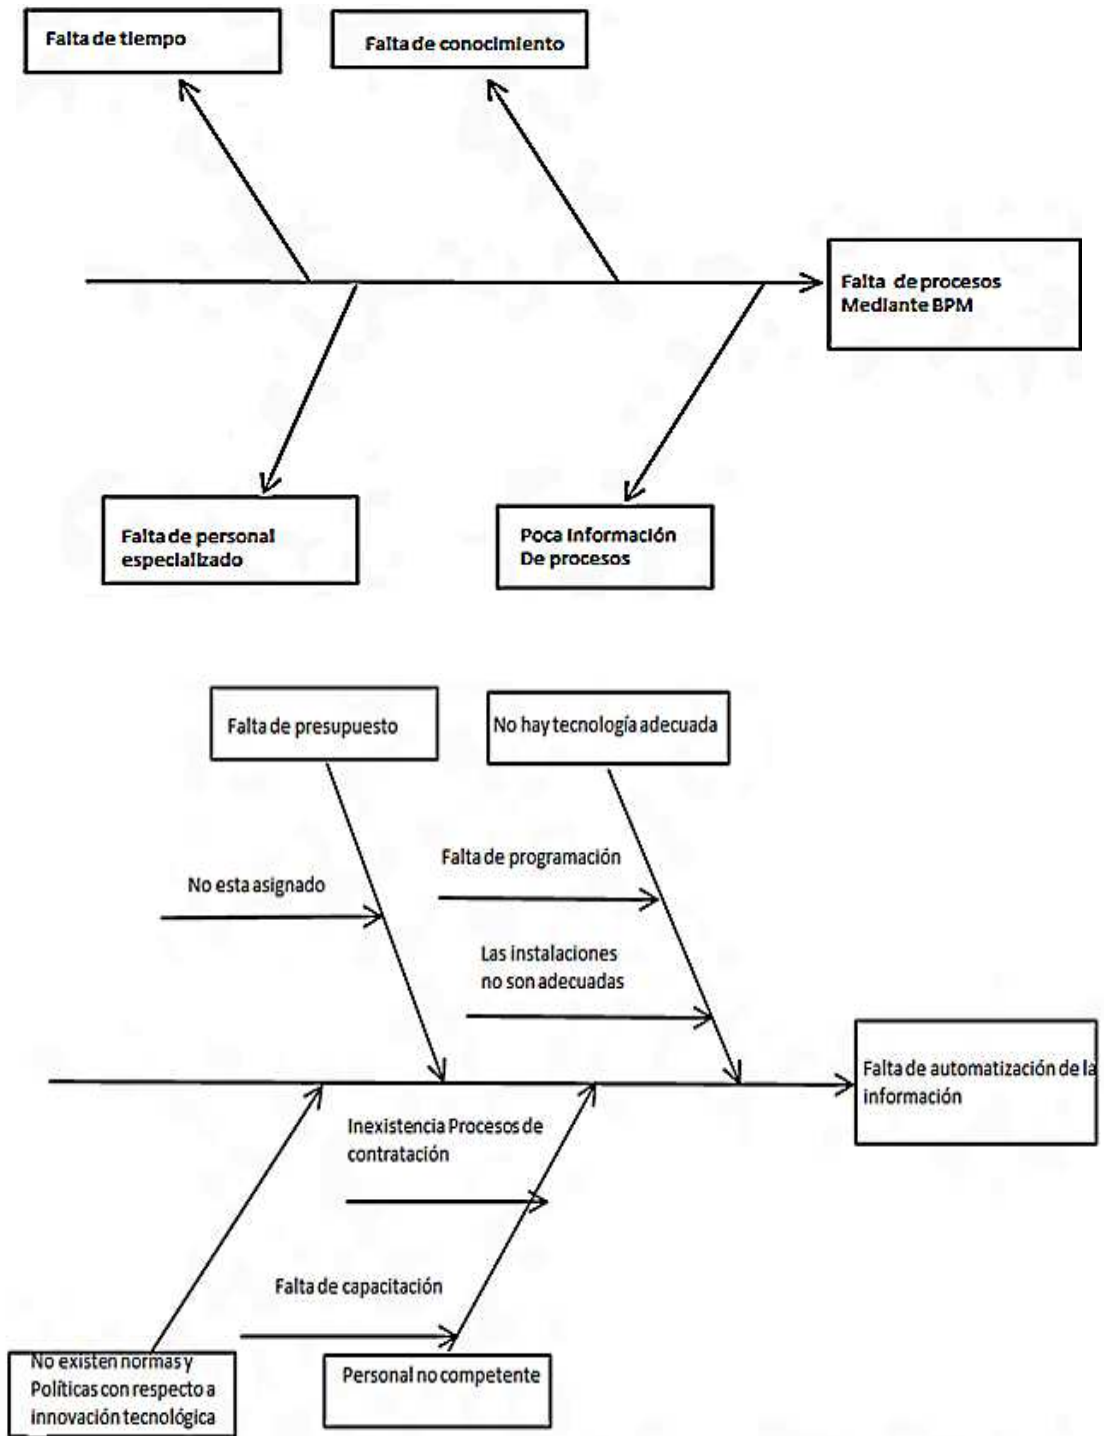 Falta de tiempo
Falta de conocimiento
Falta de procesos
Mediante BPM
Falta de personal
especializado
Poca Información
De procesos
Falta de presupuesto
No hay tecnología adecuada
Falta de programación
No esta asignado
Las instalaciones
no son adecuadas
Falta de automatización de la
información
Inexistencia Procesos de
contratación
Falta de capacitación
No existen normas y
Políticas con respecto a
innovación tecnológica
Personal no competente